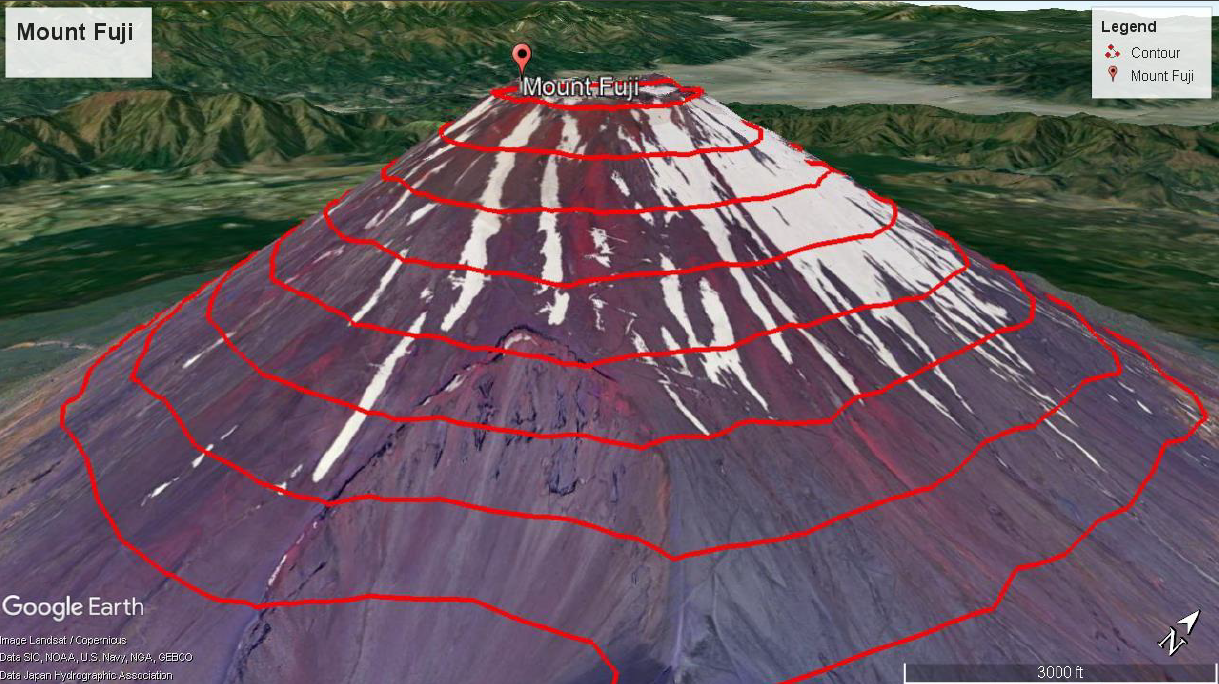 Mount Fuji
Legend
Contour
Mount Fuji
Mount Fuji
Google Earth
Image Landsat / Copernicus
Data SIO, NOAA, U.S. Navy, NGA, GEBCO
Data Japan Hydrographic Association
N
3000 ft